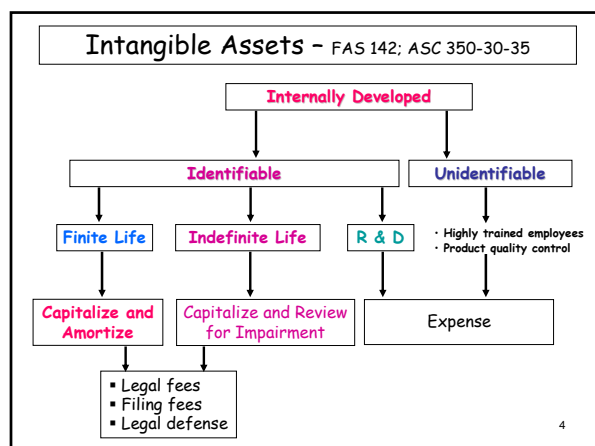 Intangible Assets – FAS 142; ASC 350-30-35
Internally Developed
Identifiable
Unidentifiable
Finite Life
Indefinite Life
R & D
• Highly trained employees
• Product quality control
Capitalize and
Amortize
Capitalize and Review
for Impairment
Expense
▪ Legal fees
▪ Filing fees
▪ Legal defense
4